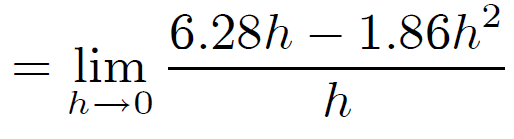 = lim h→0 (6.28h − 1.86h²) / h